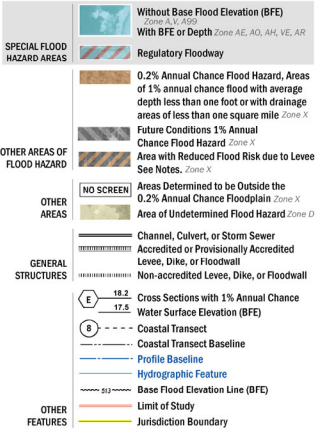 Without Base Flood Elevation (BFE)
Zone A,V, A99
With BFE or Depth Zone AE, AO, AH, VE, AR
SPECIAL FLOOD
HAZARD AREAS
Regulatory Floodway
0.2% Annual Chance Flood Hazard, Areas
of 1% annual chance flood with average
depth less than one foot or with drainage
areas of less than one square mile Zone X
Future Conditions 1% Annual
Chance Flood Hazard Zone X
OTHER AREAS OF
FLOOD HAZARD
Area with Reduced Flood Risk due to Levee
See Notes. Zone X
NO SCREEN
Areas Determined to be Outside the
0.2% Annual Chance Floodplain Zone X
OTHER
AREAS
Area of Undetermined Flood Hazard Zone D
Channel, Culvert, or Storm Sewer
Accredited or Provisionally Accredited
Levee, Dike, or Floodwall
GENERAL
STRUCTURES
Non-accredited Levee, Dike, or Floodwall
E 18.2 Cross Sections with 1% Annual Chance
17.5 Water Surface Elevation (BFE)
8 Coastal Transect
Coastal Transect Baseline
Profile Baseline
Hydrographic Feature
513 Base Flood Elevation Line (BFE)
OTHER
FEATURES
Limit of Study
Jurisdiction Boundary